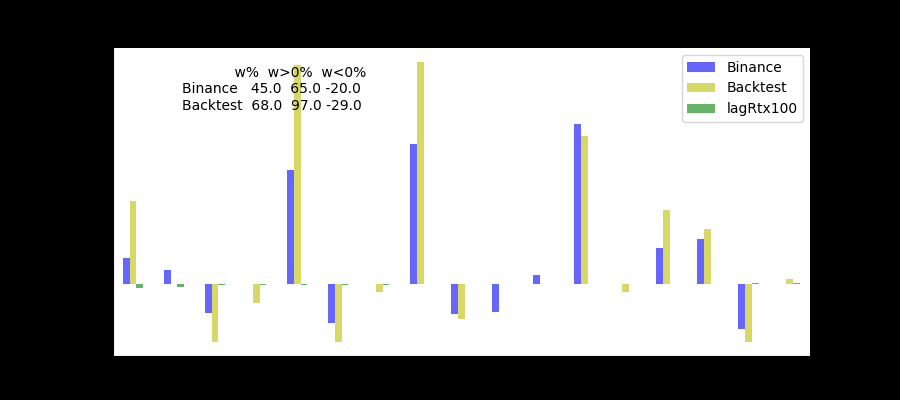 w% w>0% w<0%
Binance 45.0 65.0 -20.0
Backtest 68.0 97.0 -29.0
Binance
Backtest
lagRtx100